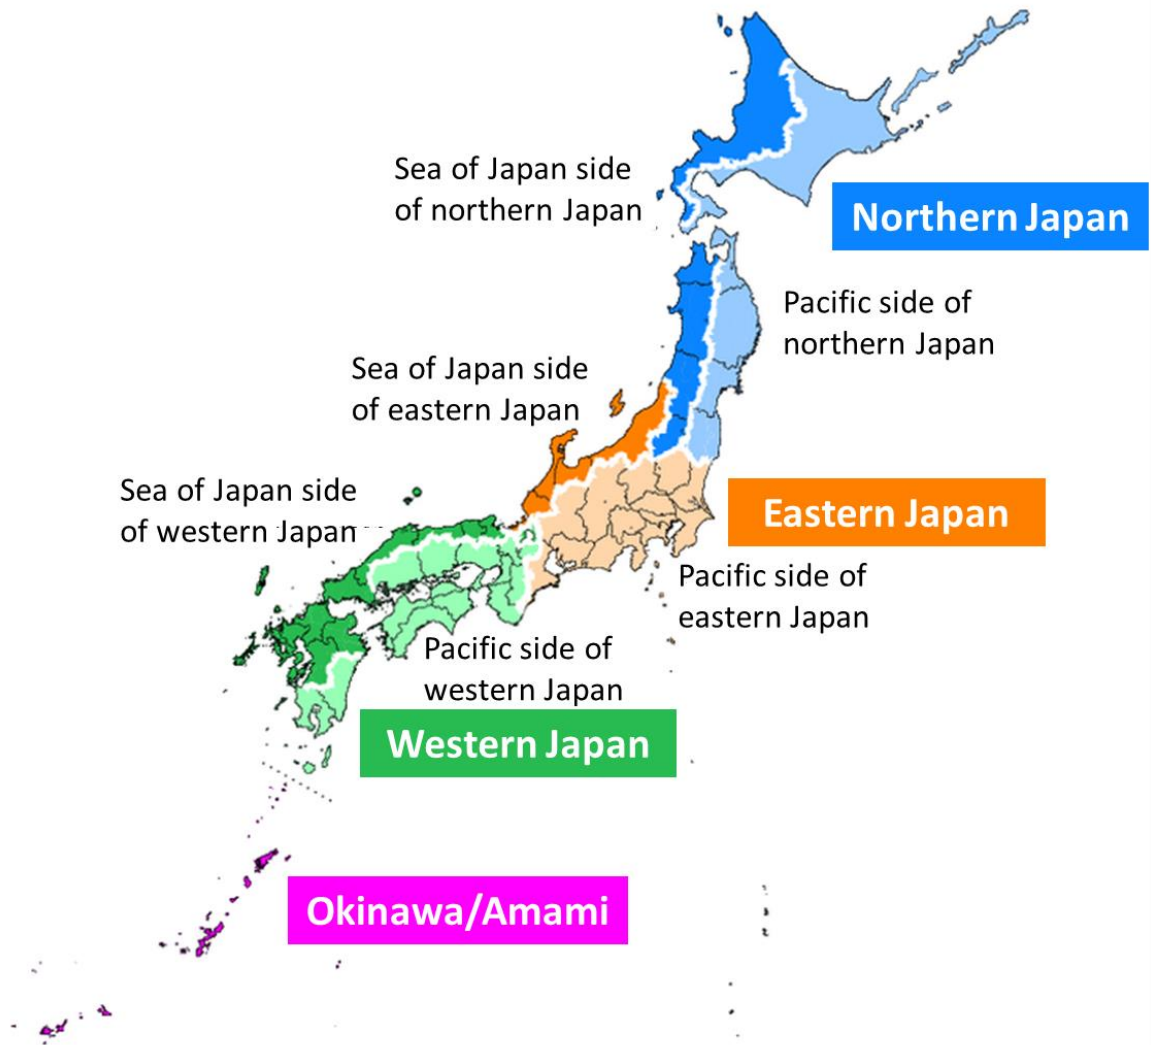 Sea of Japan side
of northern Japan
Northern Japan
Pacific side of
northern Japan
Sea of Japan side
of eastern Japan
Sea of Japan side
of western Japan
Eastern Japan
Pacific side of
eastern Japan
Pacific side of
western Japan
Western Japan
Okinawa/Amami